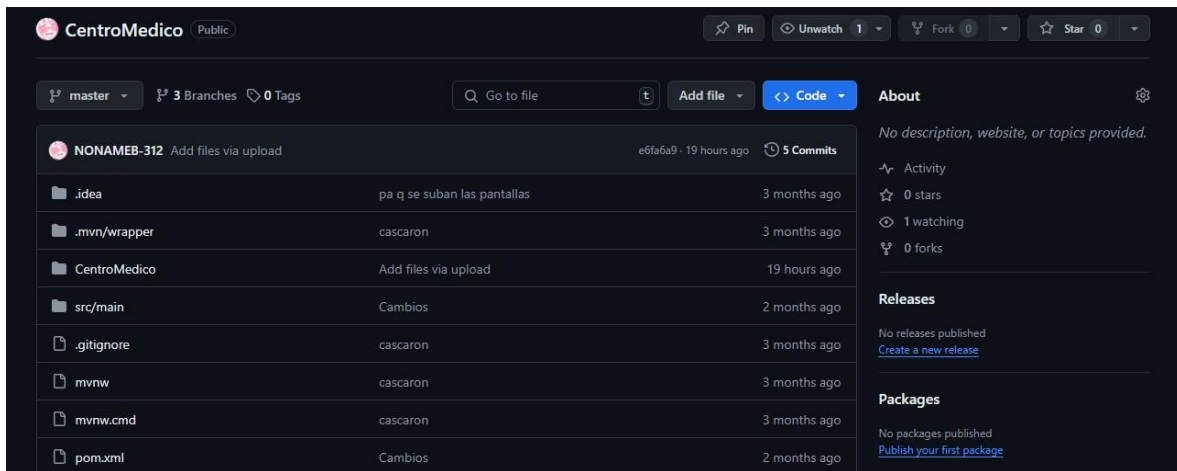 CentroMedico Public
Pin
Unwatch 1
Fork 0
Star 0
master
3 Branches
0 Tags
Go to file
t
Add file
Code
NONAMEB-312 Add files via upload e6fa6a9 · 19 hours ago 5 Commits
.idea pa q se suban las pantallas 3 months ago
.mvn/wrapper cascaron 3 months ago
CentroMedico Add files via upload 19 hours ago
src/main Cambios 2 months ago
.gitignore cascaron 3 months ago
mvnw cascaron 3 months ago
mvnw.cmd cascaron 3 months ago
pom.xml Cambios 2 months ago
About
No description, website, or topics provided.
Activity
0 stars
1 watching
0 forks
Releases
No releases published
Create a new release
Packages
No packages published
Publish your first package